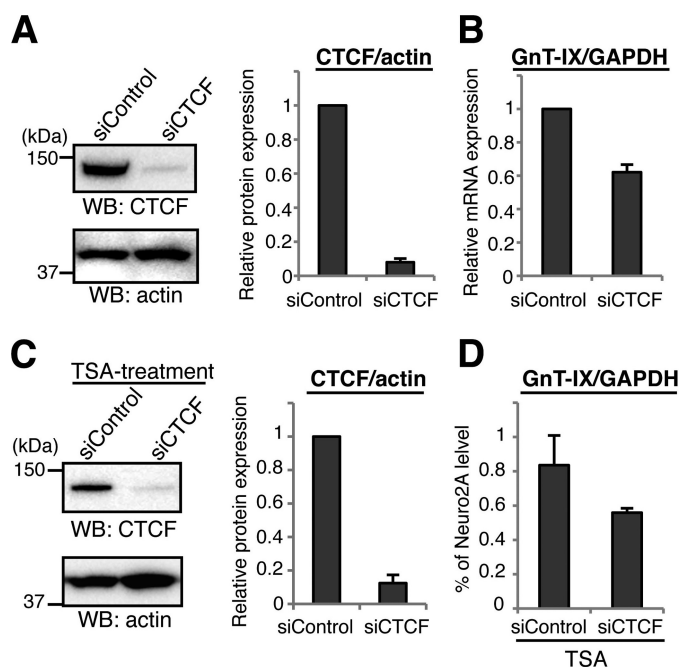 A
siControl
siCTCF
(kDa)
150
WB: CTCF
37
WB: actin
CTCF/actin
Relative protein expression
1
0.8
0.6
0.4
0.2
0
siControl siCTCF
B
GnT-IX/GAPDH
Relative mRNA expression
1
0.8
0.6
0.4
0.2
0
siControl siCTCF
C
TSA-treatment
siControl
siCTCF
(kDa)
150
WB: CTCF
37
WB: actin
CTCF/actin
Relative protein expression
1
0.8
0.6
0.4
0.2
0
siControl siCTCF
D
GnT-IX/GAPDH
% of Neuro2A lelvel
1
0.8
0.6
0.4
0.2
0
siControl siCTCF
TSA